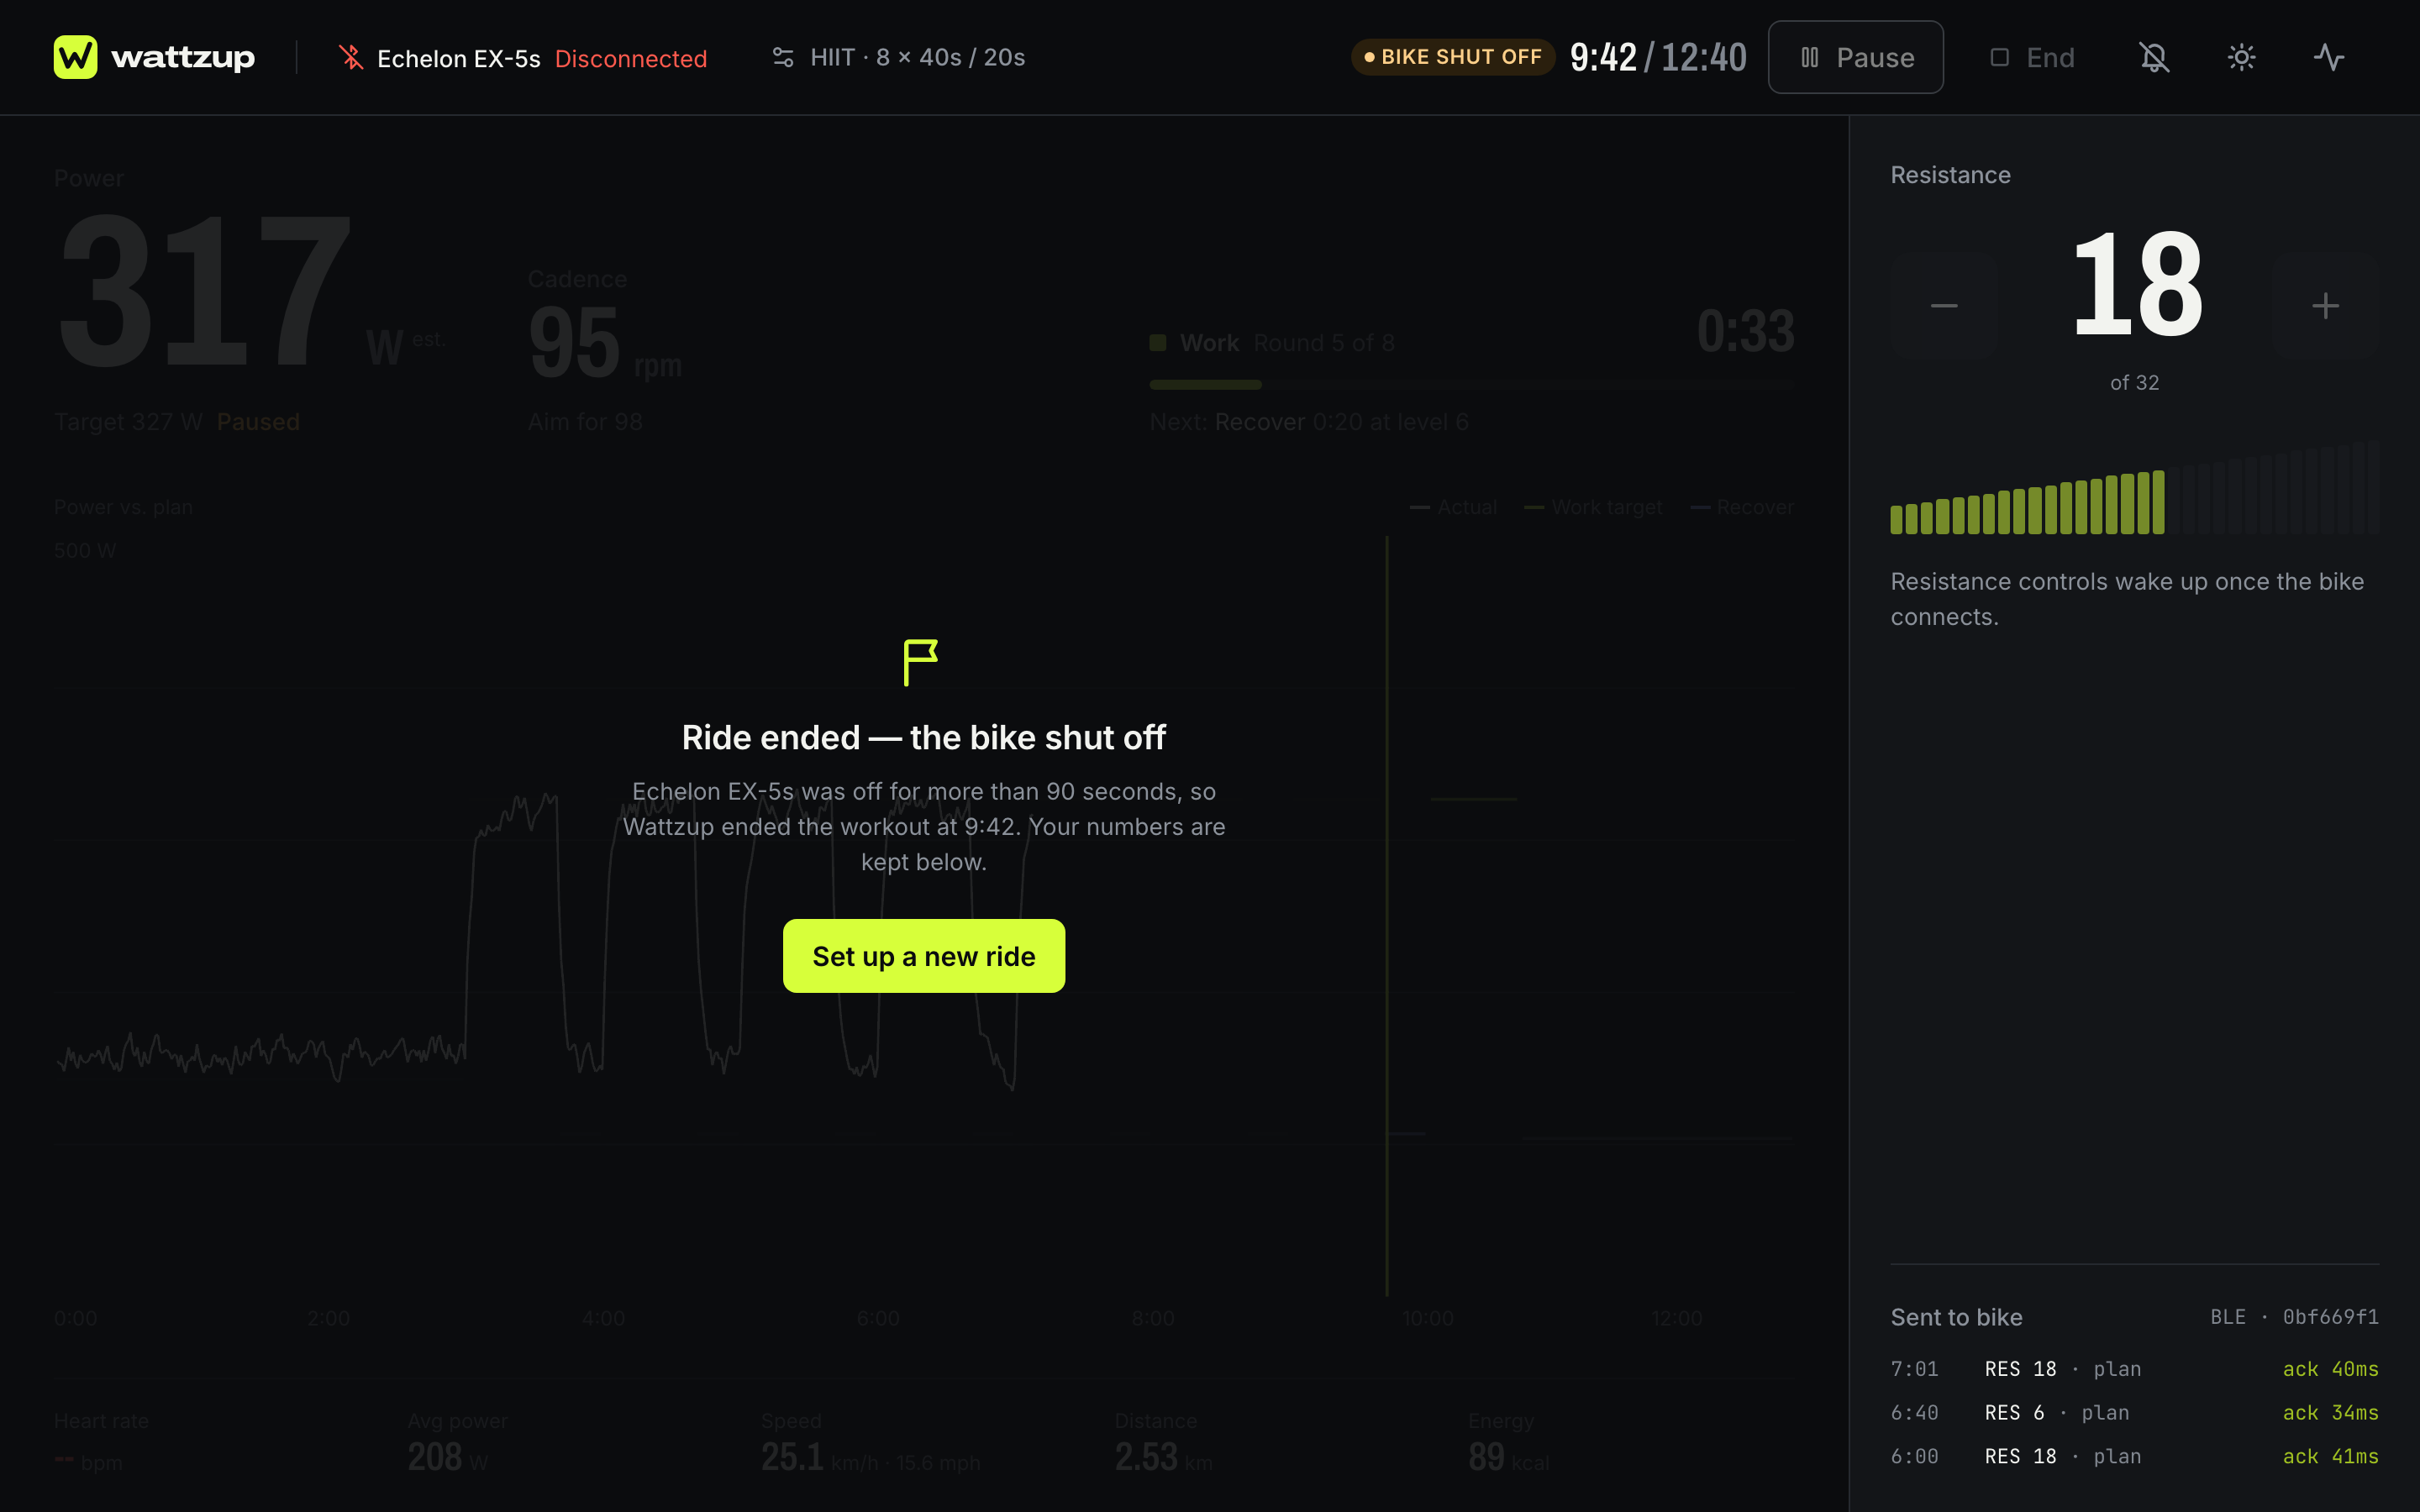 wattzup
Echelon EX-5s Disconnected
HIIT · 8 × 40s / 20s
BIKE SHUT OFF
9:42 / 12:40
Pause
End
Power
317 W est.
Target 327 W Paused
Cadence
95 rpm
Aim for 98
Work Round 5 of 8
0:33
Next: Recover 0:20 at level 6
Power vs. plan
Actual
Work target
Recover
500 W
Ride ended — the bike shut off
Echelon EX-5s was off for more than 90 seconds, so
Wattzup ended the workout at 9:42. Your numbers are
kept below.
Set up a new ride
0:00
2:00
4:00
6:00
8:00
10:00
12:00
Heart rate
-- bpm
Avg power
208 W
Speed
25.1 km/h · 15.6 mph
Distance
2.53 km
Energy
89 kcal
Resistance
−
18
+
of 32
Resistance controls wake up once the bike
connects.
Sent to bike
BLE · 0bf669f1
7:01 RES 18 · plan ack 40ms
6:40 RES 6 · plan ack 34ms
6:00 RES 18 · plan ack 41ms